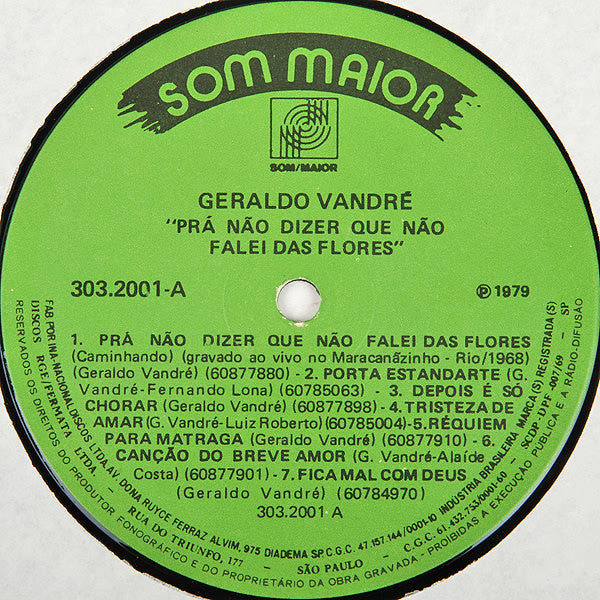 SOM MAIOR
SOM/MAIOR
GERALDO VANDRÉ
"PRÁ NÃO DIZER QUE NÃO
FALEI DAS FLORES"
303.2001-A
℗ 1979
1. PRÁ NÃO DIZER QUE NÃO FALEI DAS FLORES
(Caminhando) (gravado ao vivo no Maracanãzinho - Rio/1968)
(Geraldo Vandré) (60877880) - 2. PORTA ESTANDARTE (G.
Vandré-Fernando Lona) (60785063) - 3. DEPOIS É SÓ
CHORAR (Geraldo Vandré) (60877898) - 4. TRISTEZA DE
AMAR (G. Vandré-Luiz Roberto) (60785004) - 5. RÉQUIEM
PARA MATRAGA (Geraldo Vandré) (60877910) - 6.
CANÇÃO DO BREVE AMOR (G. Vandré-Alaíde
Costa) (60877901) - 7. FICA MAL COM DEUS
(Geraldo Vandré) (60784970)
303.2001-A
FAB. POR INA-NACIONAL DISCOS LTDA. AV. DONA RUYCE FERRAZ ALVIM, 975 DIADEMA SP. C.G.C. 47.157.144/0001-10 INDÚSTRIA BRASILEIRA MARCA(S) REGISTRADA(S)
DISCOS RGE/FERMATA LTDA. - RUA DO TRIUNFO, 177 - SÃO PAULO - C.G.C. 61.432.753/0001-60 - SCDP-DPF-007/69 - SP
RESERVADOS OS DIREITOS DO PRODUTOR FONOGRÁFICO E DO PROPRIETÁRIO DA OBRA GRAVADA - PROIBIDAS A EXECUÇÃO PÚBLICA E A RÁDIO-DIFUSÃO